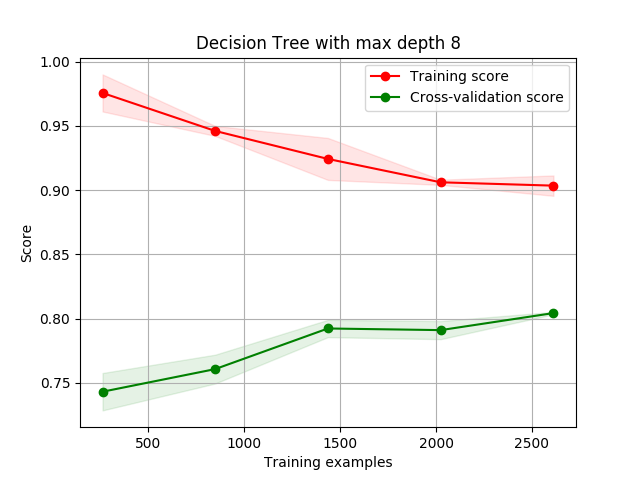 Decision Tree with max depth 8
Training score
Cross-validation score
1.00
0.95
0.90
0.85
0.80
0.75
Score
500 1000 1500 2000 2500
Training examples